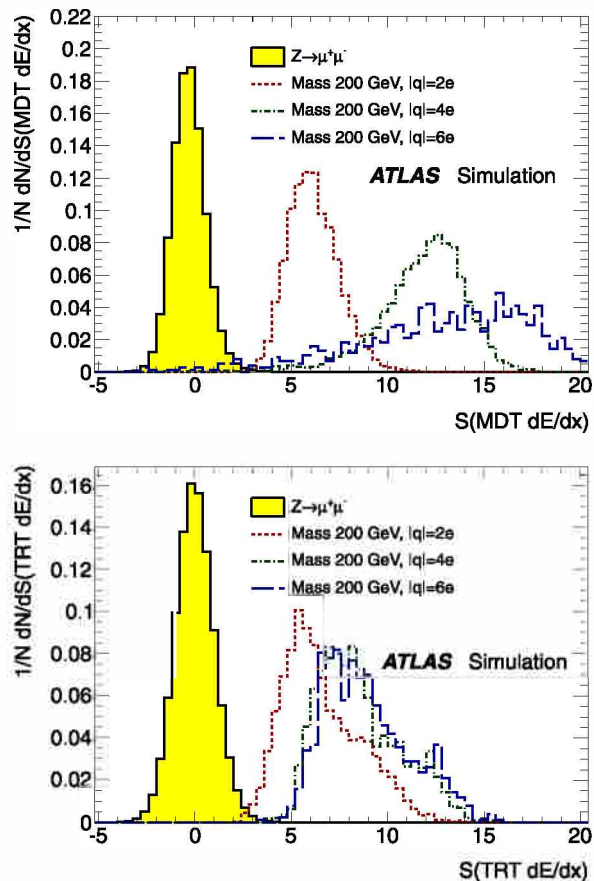 1/N dN/dS(MDT dE/dx)
0.22
0.2
0.18
0.16
0.14
0.12
0.1
0.08
0.06
0.04
0.02
0
Z→μ⁺μ⁻
Mass 200 GeV, |q|=2e
Mass 200 GeV, |q|=4e
Mass 200 GeV, |q|=6e
ATLAS Simulation
-5 0 5 10 15 20
S(MDT dE/dx)
1/N dN/dS(TRT dE/dx)
0.16
0.14
0.12
0.1
0.08
0.06
0.04
0.02
0
Z→μ⁺μ⁻
Mass 200 GeV, |q|=2e
Mass 200 GeV, |q|=4e
Mass 200 GeV, |q|=6e
ATLAS Simulation
-5 0 5 10 15 20
S(TRT dE/dx)